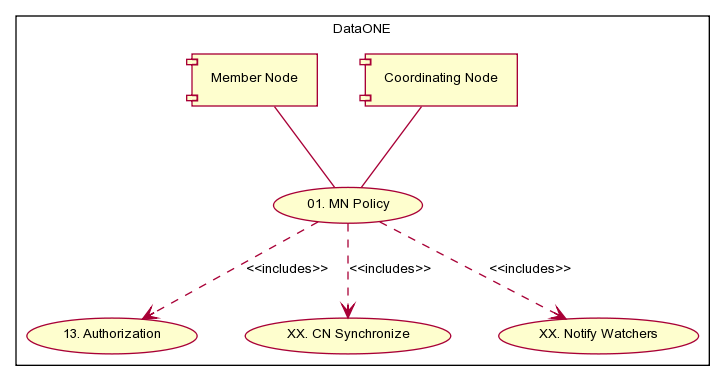 DataONE
Member Node
Coordinating Node
01. MN Policy
<<includes>>
<<includes>>
<<includes>>
13. Authorization
XX. CN Synchronize
XX. Notify Watchers